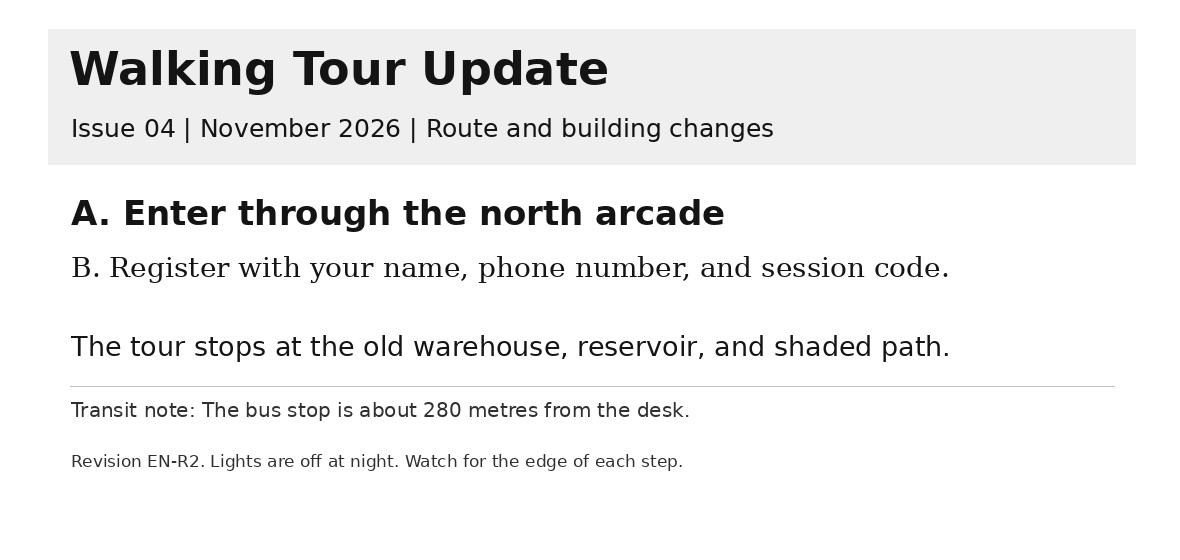 Walking Tour Update
Issue 04 | November 2026 | Route and building changes
A. Enter through the north arcade
B. Register with your name, phone number, and session code.
The tour stops at the old warehouse, reservoir, and shaded path.
Transit note: The bus stop is about 280 metres from the desk.
Revision EN-R2. Lights are off at night. Watch for the edge of each step.